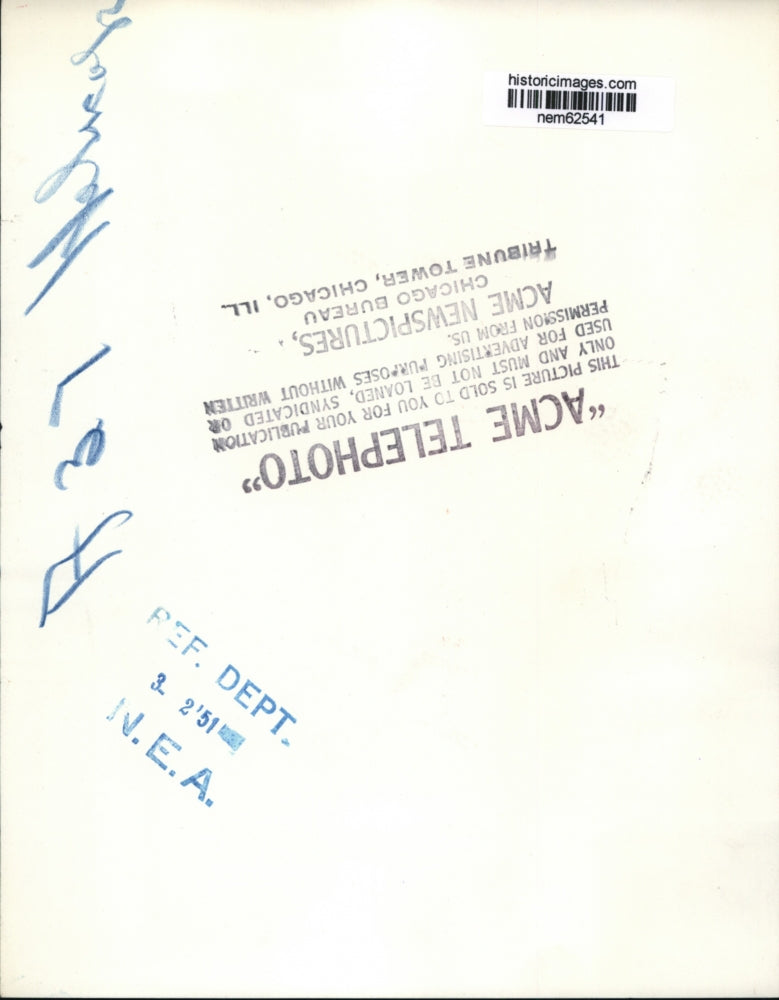 historicimages.com
nem62541
"ACME TELEPHOTO"
THIS PICTURE IS SOLD TO YOU FOR YOUR PUBLICATION
ONLY AND MUST NOT BE LOANED, SYNDICATED OR
USED FOR ADVERTISING PURPOSES WITHOUT WRITTEN
PERMISSION FROM US.
ACME NEWSPICTURES,
CHICAGO BUREAU
TRIBUNE TOWER, CHICAGO, ILL.
REF. DEPT.
3- 2'51
N.E.A.